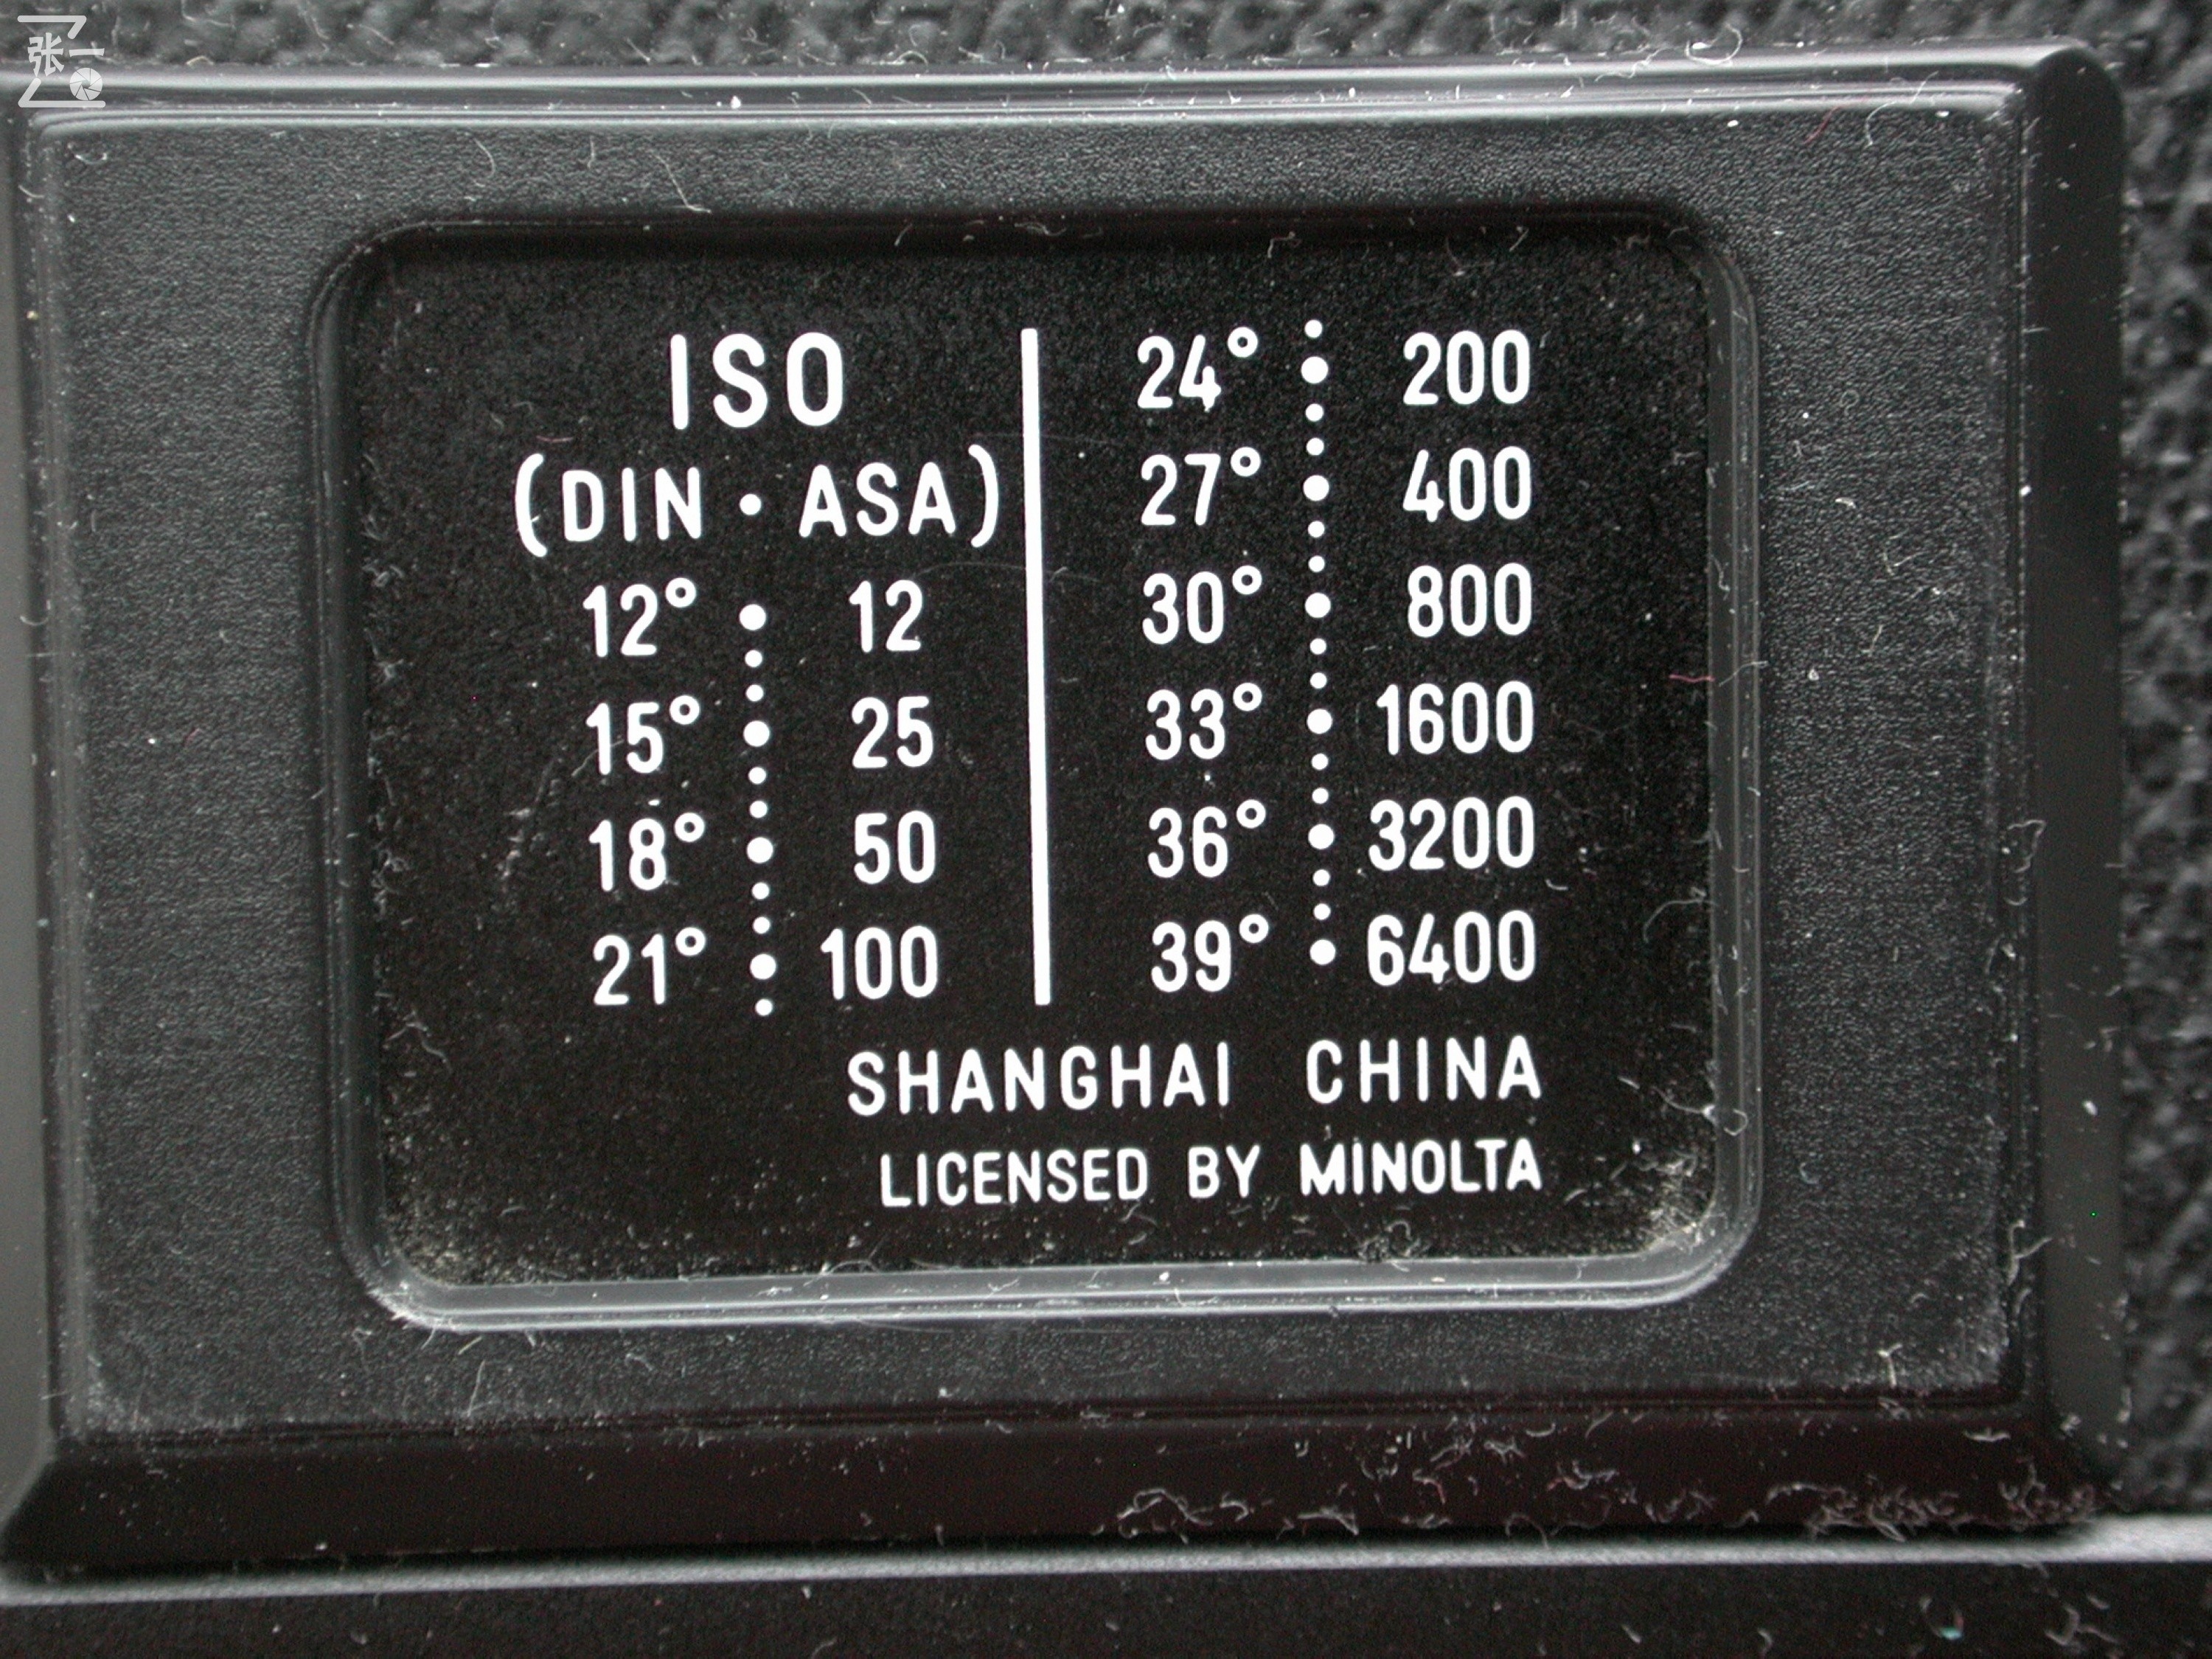 张一
ISO
(DIN • ASA)
12° 12
15° 25
18° 50
21° 100
24° 200
27° 400
30° 800
33° 1600
36° 3200
39° 6400
SHANGHAI CHINA
LICENSED BY MINOLTA